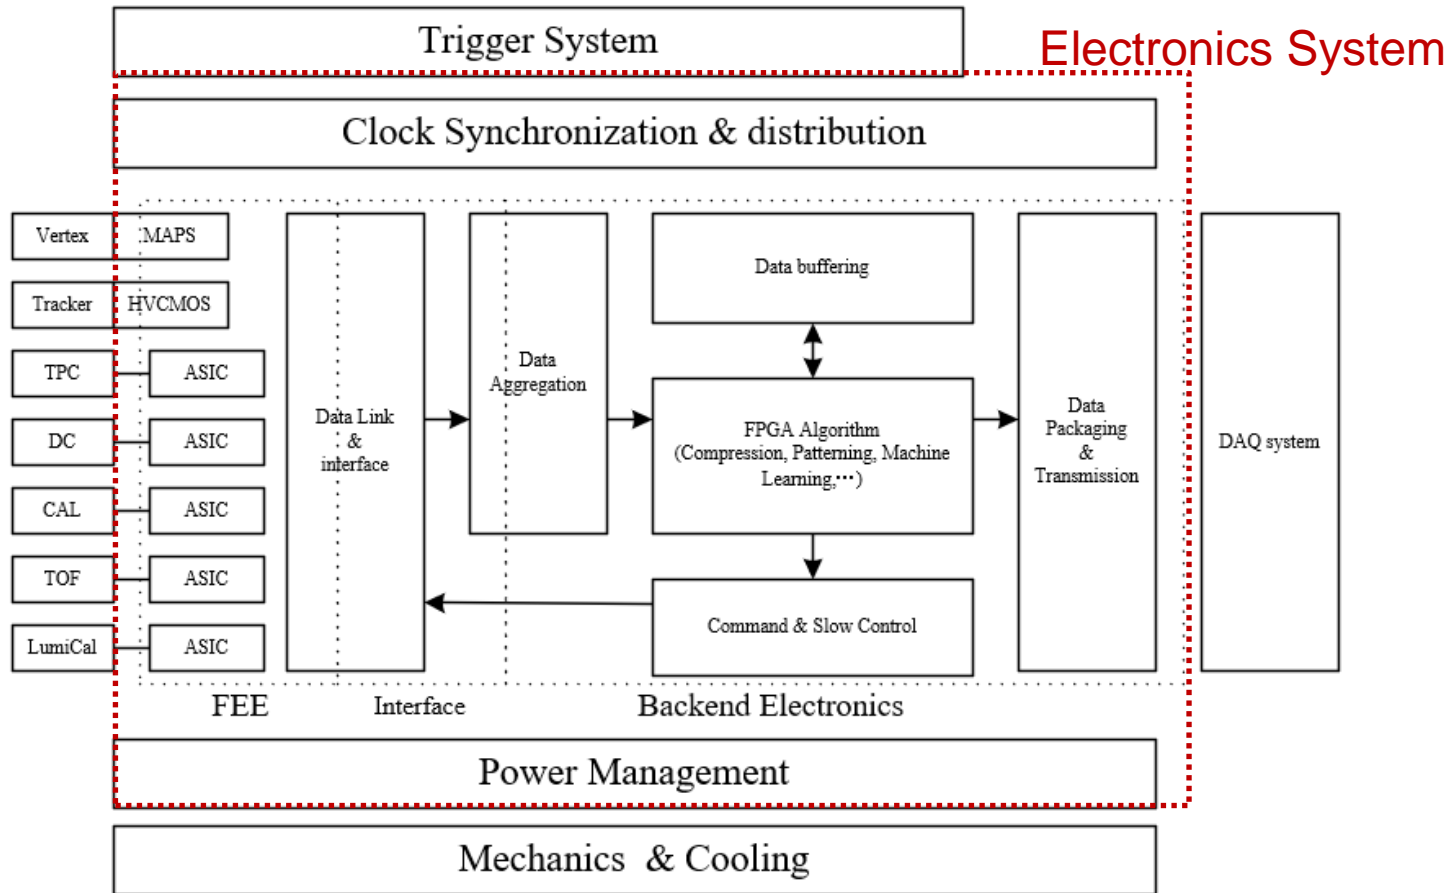 Trigger System
Electronics System
Clock Synchronization & distribution
Vertex
MAPS
Tracker
HVCMOS
TPC
ASIC
DC
ASIC
CAL
ASIC
TOF
ASIC
LumiCal
ASIC
Data Link
&
interface
Data
Aggregation
Data buffering
FPGA Algorithm
(Compression, Patterning, Machine
Learning,⋯)
Command & Slow Control
Data
Packaging
&
Transmission
DAQ system
FEE
Interface
Backend Electronics
Power Management
Mechanics & Cooling